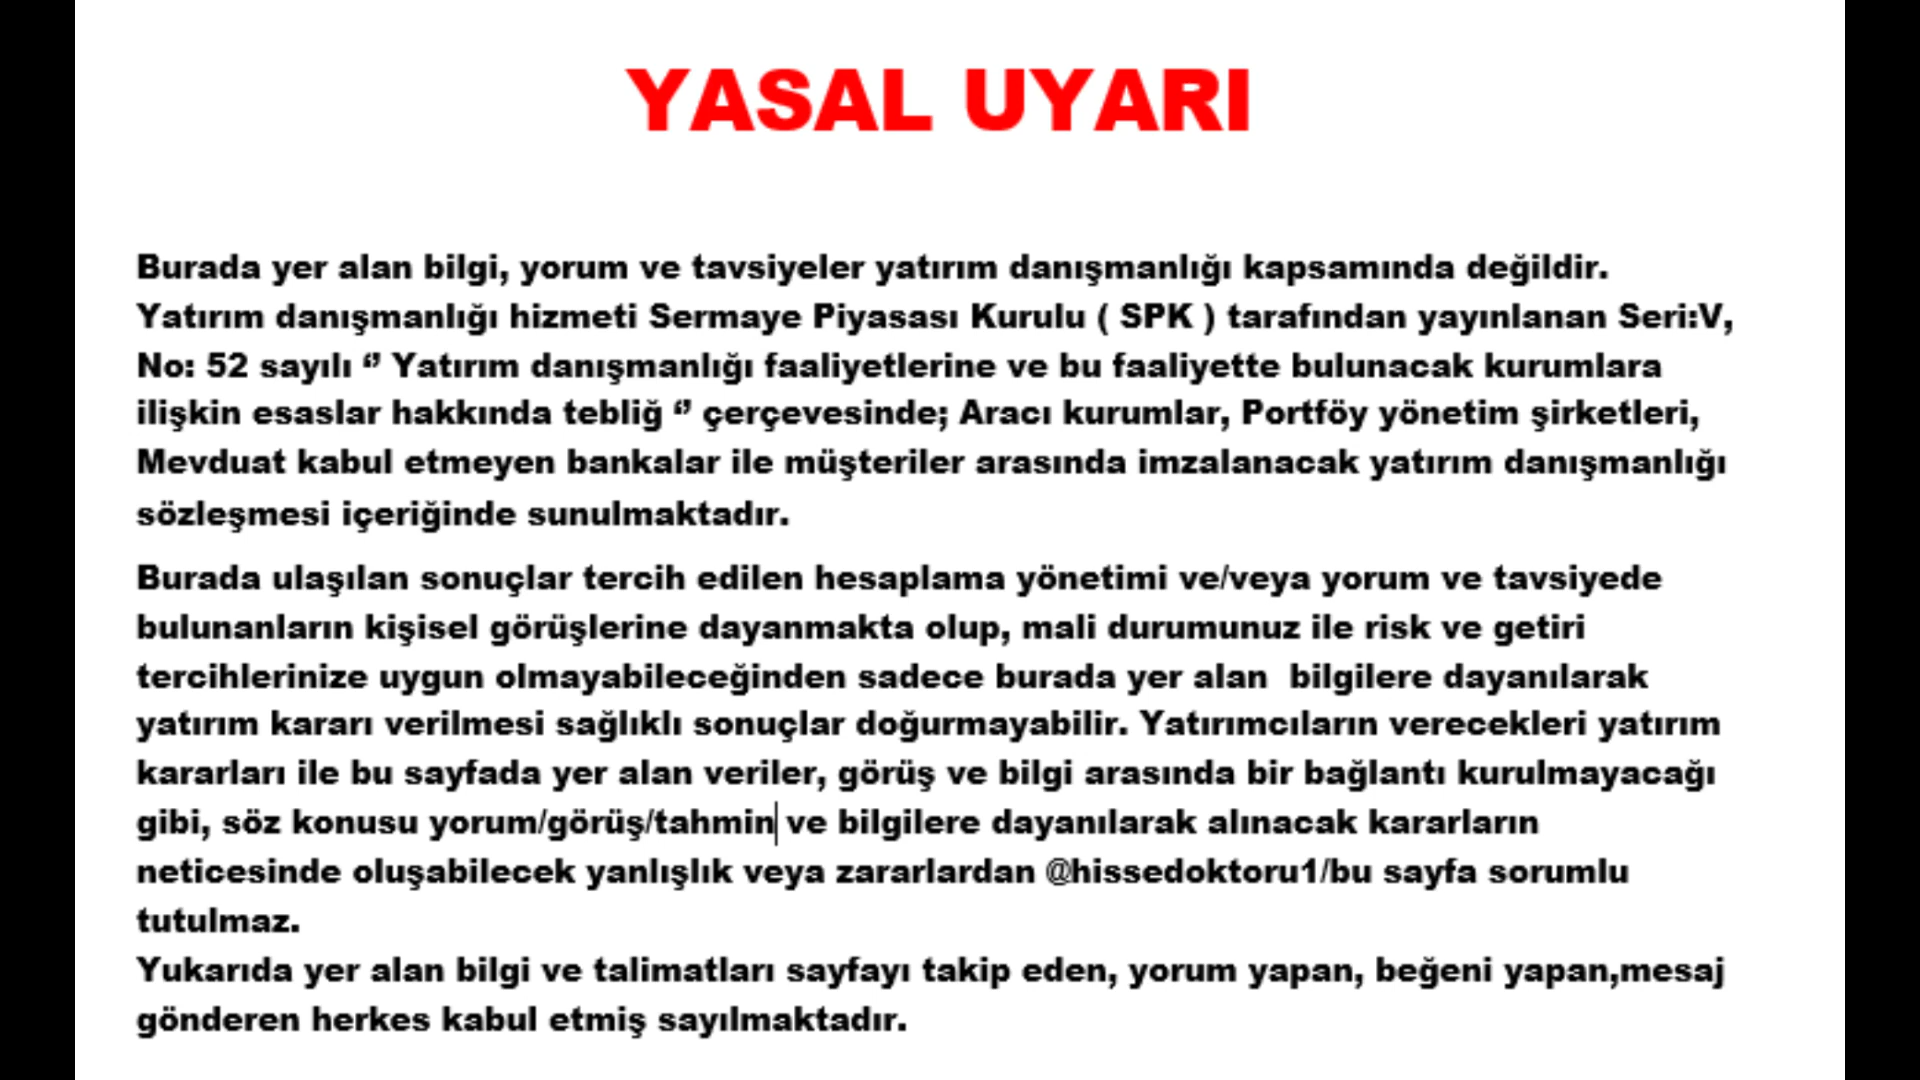 YASAL UYARI
Burada yer alan bilgi, yorum ve tavsiyeler yatırım danışmanlığı kapsamında değildir.
Yatırım danışmanlığı hizmeti Sermaye Piyasası Kurulu ( SPK ) tarafından yayınlanan Seri:V,
No: 52 sayılı ‘’ Yatırım danışmanlığı faaliyetlerine ve bu faaliyette bulunacak kurumlara
ilişkin esaslar hakkında tebliğ ‘’ çerçevesinde; Aracı kurumlar, Portföy yönetim şirketleri,
Mevduat kabul etmeyen bankalar ile müşteriler arasında imzalanacak yatırım danışmanlığı
sözleşmesi içeriğinde sunulmaktadır.
Burada ulaşılan sonuçlar tercih edilen hesaplama yönetimi ve/veya yorum ve tavsiyede
bulunanların kişisel görüşlerine dayanmakta olup, mali durumunuz ile risk ve getiri
tercihlerinize uygun olmayabileceğinden sadece burada yer alan  bilgilere dayanılarak
yatırım kararı verilmesi sağlıklı sonuçlar doğurmayabilir. Yatırımcıların verecekleri yatırım
kararları ile bu sayfada yer alan veriler, görüş ve bilgi arasında bir bağlantı kurulmayacağı
gibi, söz konusu yorum/görüş/tahmin ve bilgilere dayanılarak alınacak kararların
neticesinde oluşabilecek yanlışlık veya zararlardan @hissedoktoru1/bu sayfa sorumlu
tutulmaz.
Yukarıda yer alan bilgi ve talimatları sayfayı takip eden, yorum yapan, beğeni yapan,mesaj
gönderen herkes kabul etmiş sayılmaktadır.